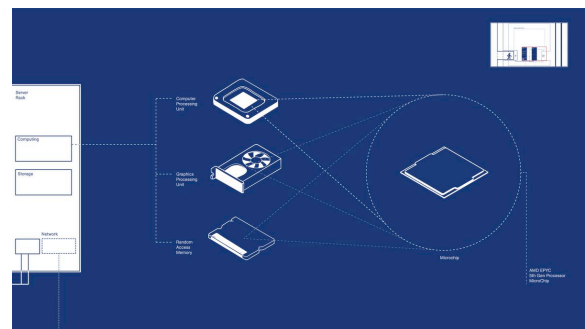 Server
Rack
Computing
Storage
Network
Computer
Processing
Unit
Graphics
Processing
Unit
Random
Access
Memory
Microchip
AMD EPYC
5th Gen Processor
MicroChip